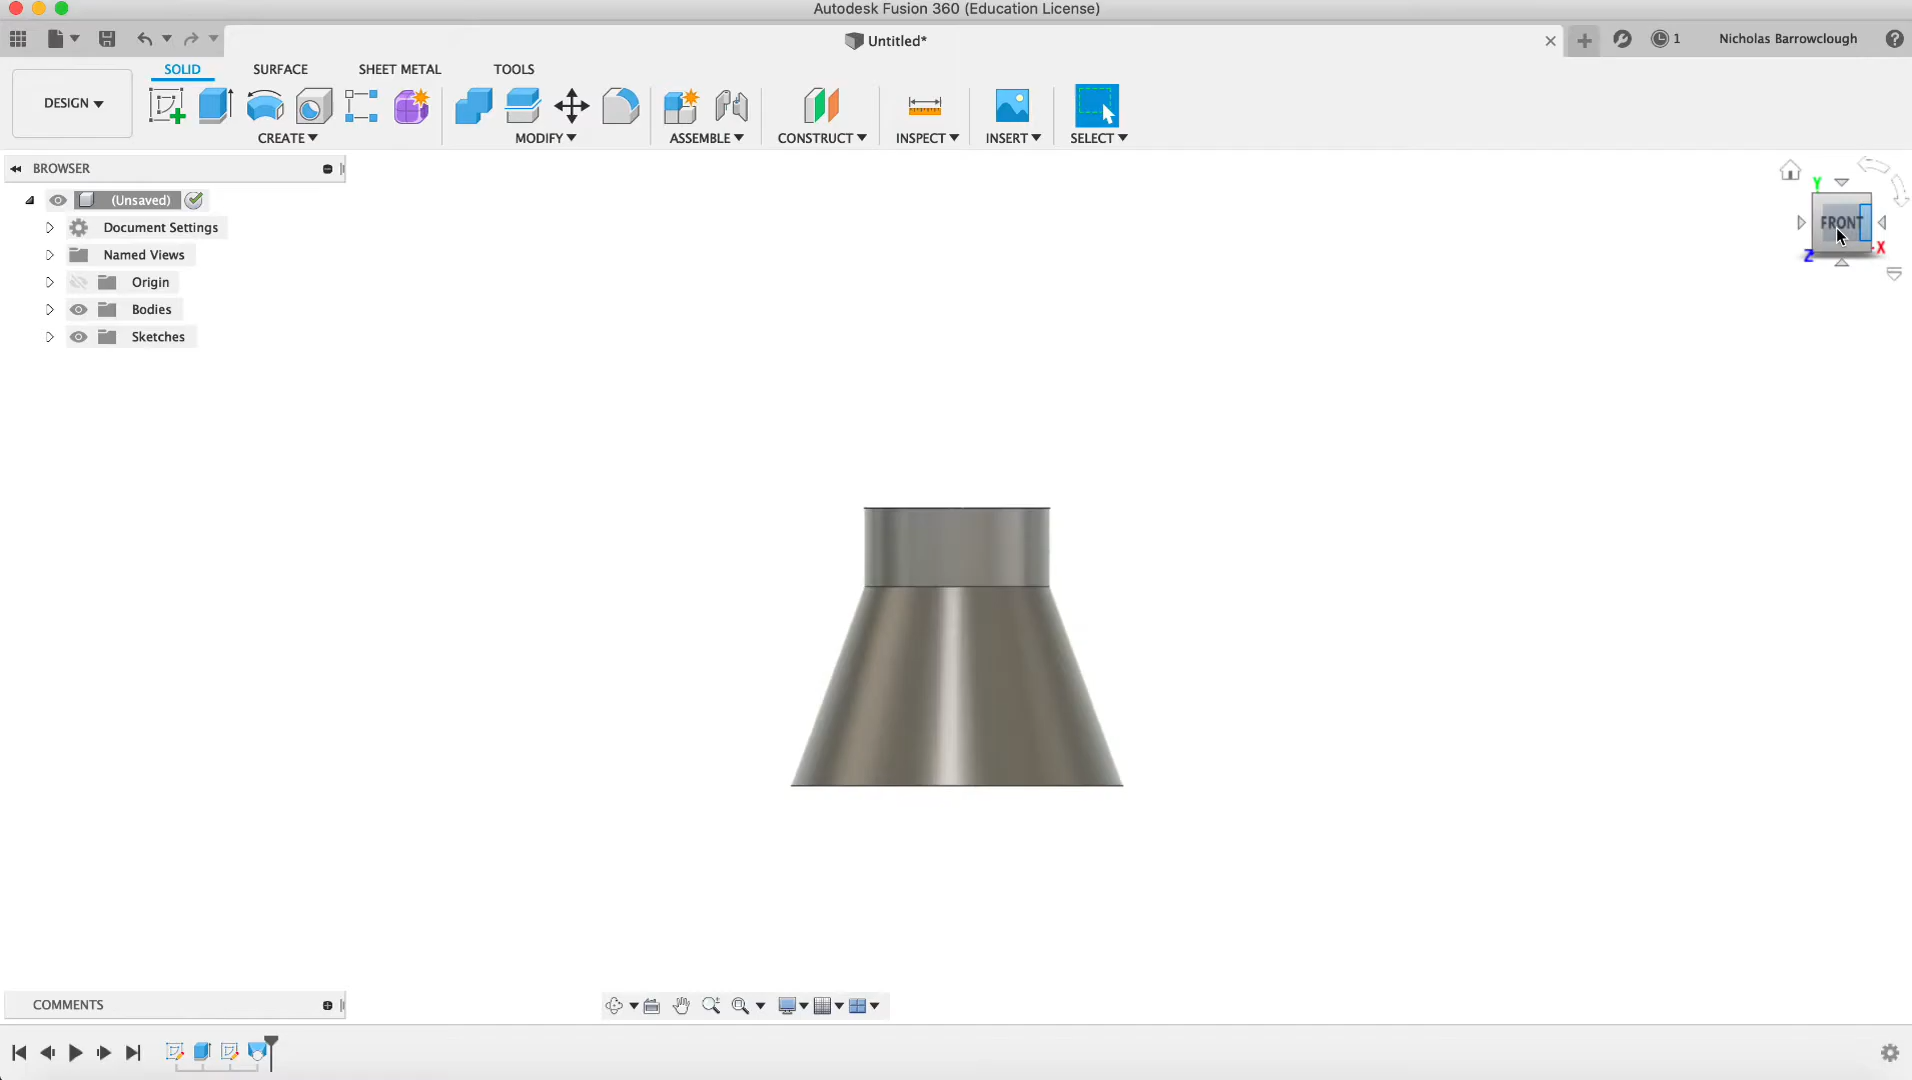 Autodesk Fusion 360 (Education License)
Untitled*
1
Nicholas Barrowclough
DESIGN
SOLID
SURFACE
SHEET METAL
TOOLS
CREATE
MODIFY
ASSEMBLE
CONSTRUCT
INSPECT
INSERT
SELECT
BROWSER
(Unsaved)
Document Settings
Named Views
Origin
Bodies
Sketches
Y
FRONT
X
Z
COMMENTS